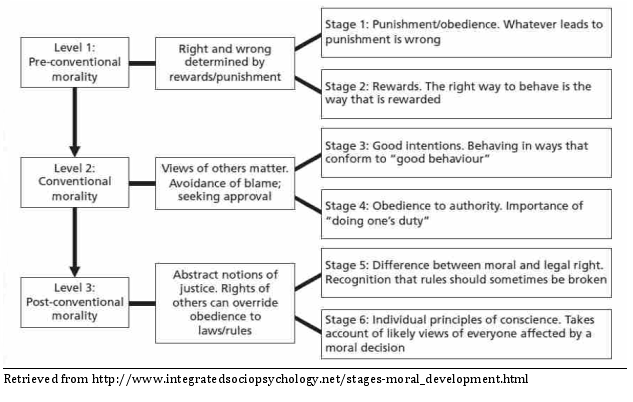 Level 1:
Pre-conventional
morality
Right and wrong
determined by
rewards/punishment
Stage 1: Punishment/obedience. Whatever leads to
punishment is wrong
Stage 2: Rewards. The right way to behave is the
way that is rewarded
Level 2:
Conventional
morality
Views of others matter.
Avoidance of blame;
seeking approval
Stage 3: Good intentions. Behaving in ways that
conform to “good behaviour”
Stage 4: Obedience to authority. Importance of
“doing one’s duty”
Level 3:
Post-conventional
morality
Abstract notions of
justice. Rights of
others can override
obedience to
laws/rules
Stage 5: Difference between moral and legal right.
Recognition that rules should sometimes be broken
Stage 6: Individual principles of conscience. Takes
account of likely views of everyone affected by a
moral decision
Retrieved from http://www.integratedsociopsychology.net/stages-moral_development.html